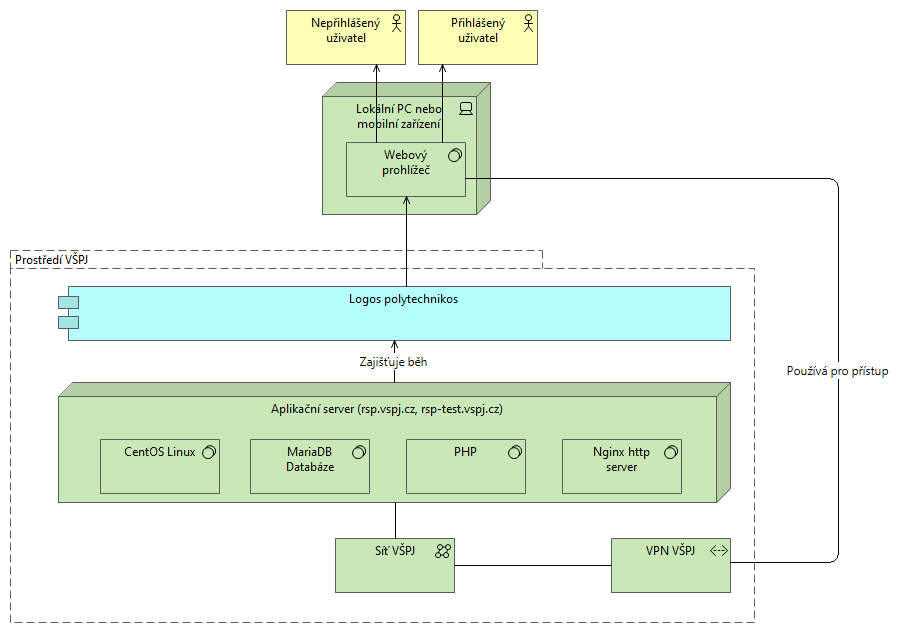 Nepřihlášený
uživatel
Přihlášený
uživatel
Lokální PC nebo
mobilní zařízení
Webový
prohlížeč
Prostředí VŠPJ
Logos polytechnikos
Zajišťuje běh
Používá pro přístup
Aplikační server (rsp.vspj.cz, rsp-test.vspj.cz)
CentOS Linux
MariaDB
Databáze
PHP
Nginx http
server
Síť VŠPJ
VPN VŠPJ